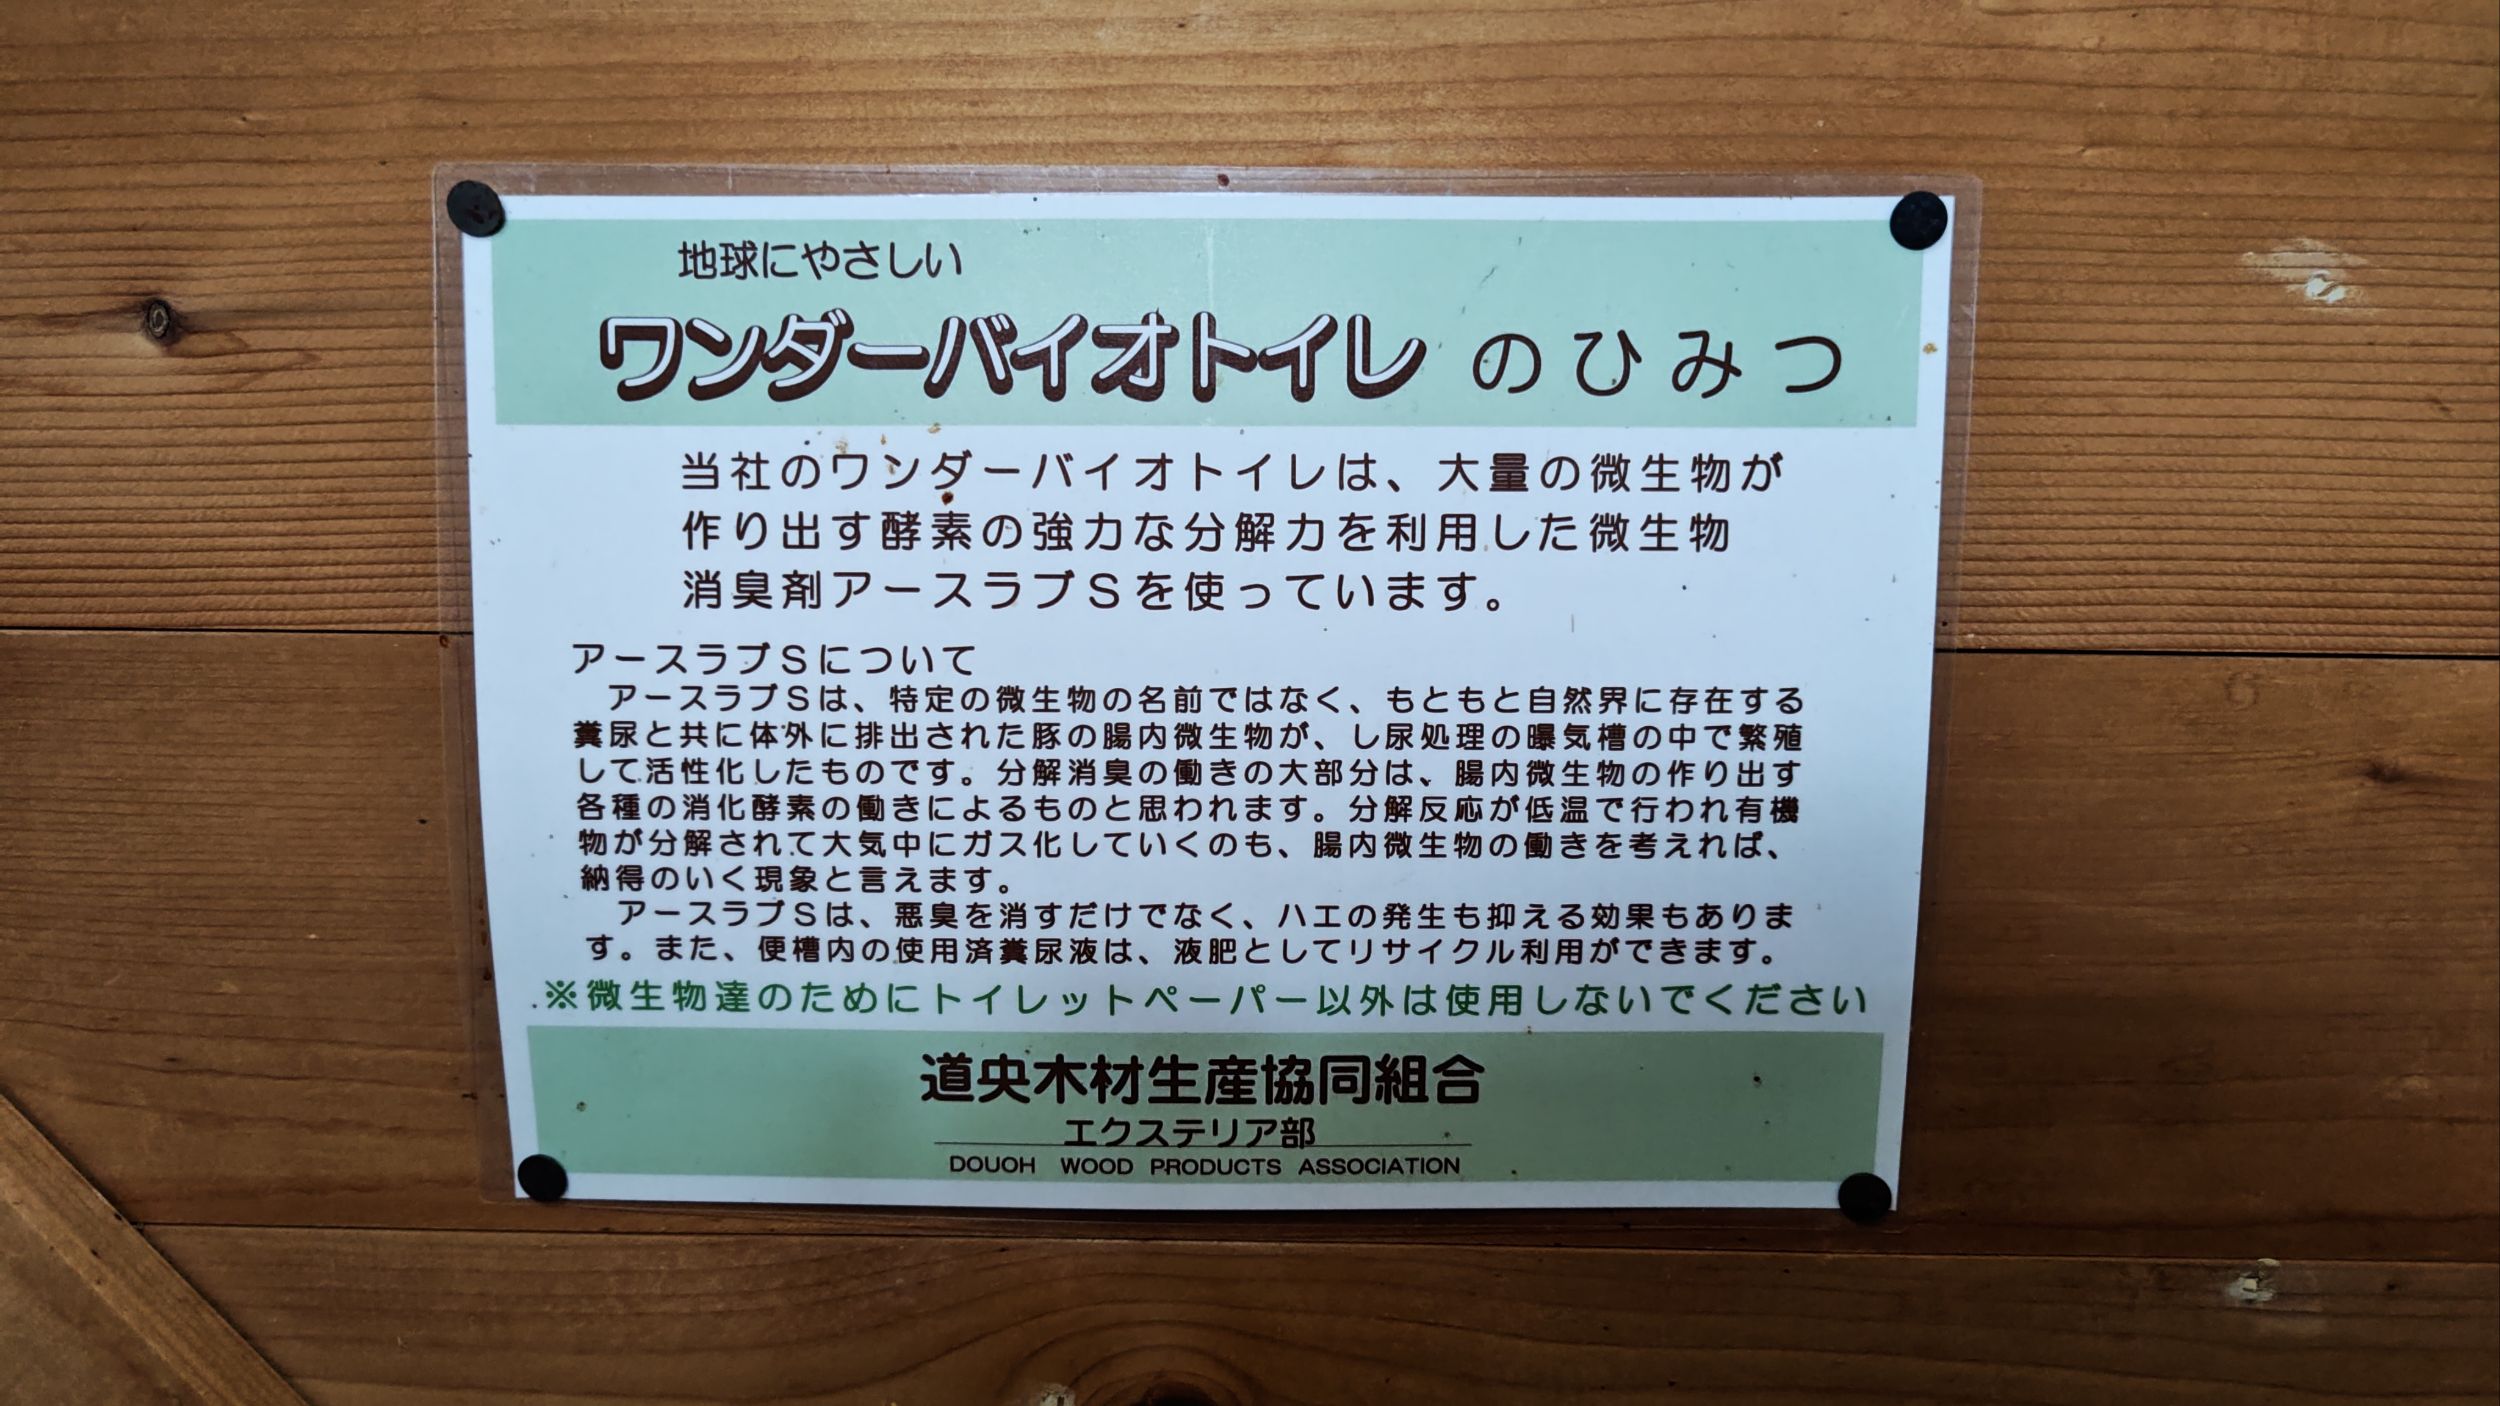 地球にやさしい
ワンダーバイオトイレのひみつ
当社のワンダーバイオトイレは、大量の微生物が
作り出す酵素の強力な分解力を利用した微生物
消臭剤アースラブSを使っています。
アースラブSについて
アースラブSは、特定の微生物の名前ではなく、もともと自然界に存在する
糞尿と共に体外に排出された豚の腸内微生物が、し尿処理の曝気槽の中で繁殖
して活性化したものです。分解消臭の働きの大部分は、腸内微生物の作り出す
各種の消化酵素の働きによるものと思われます。分解反応が低温で行われ有機
物が分解されて大気中にガス化していくのも、腸内微生物の働きを考えれば、
納得のいく現象と言えます。
アースラブSは、悪臭を消すだけでなく、ハエの発生も抑える効果もありま
す。また、便槽内の使用済糞尿液は、液肥としてリサイクル利用ができます。
※微生物達のためにトイレットペーパー以外は使用しないでください
道央木材生産協同組合
エクステリア部
DOUOH WOOD PRODUCTS ASSOCIATION